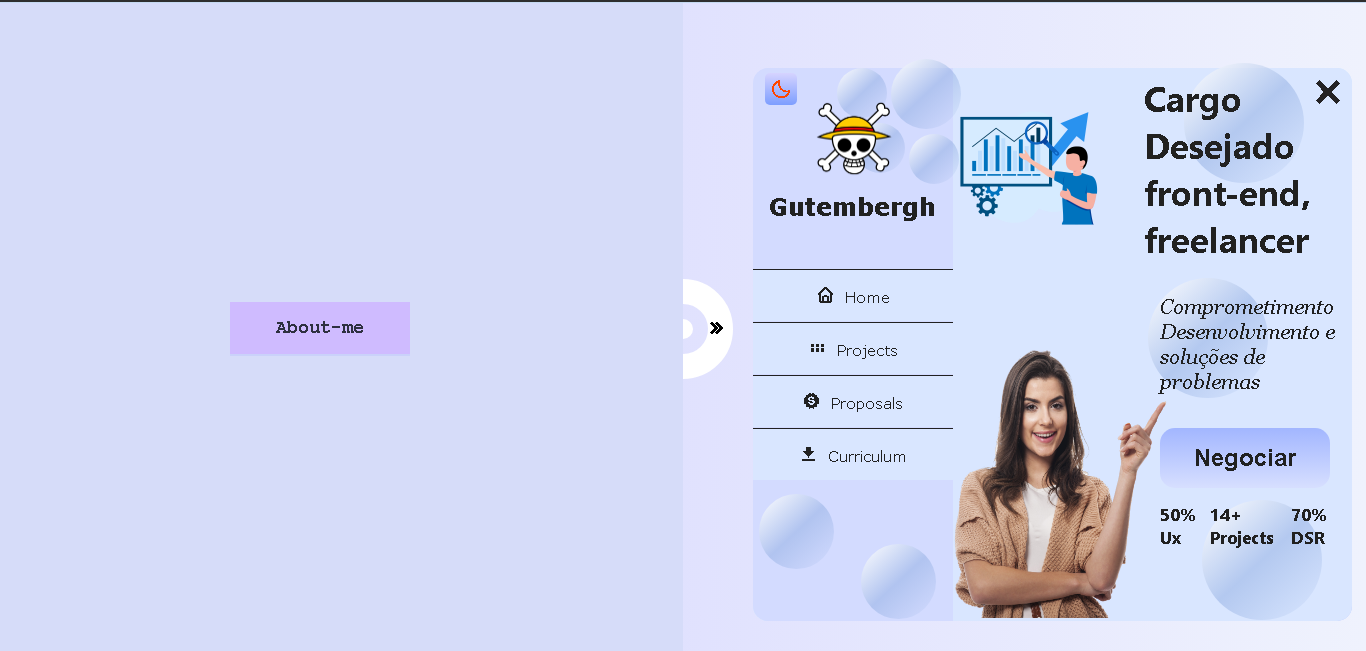 About-me
Gutembergh
Home
Projects
Proposals
Curriculum
Cargo
Desejado
front-end,
freelancer
Comprometimento
Desenvolvimento e
soluções de
problemas
Negociar
50% 14+ 70%
Ux Projects DSR